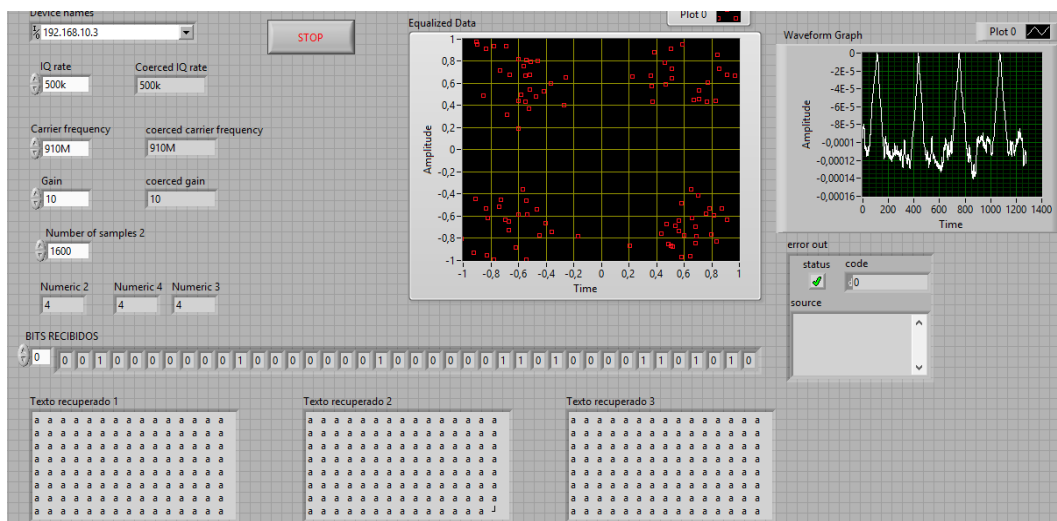 Device names
192.168.10.3
STOP
IQ rate
500k
Coerced IQ rate
500k
Carrier frequency
910M
coerced carrier frequency
910M
Gain
10
coerced gain
10
Number of samples 2
1600
Numeric 2
4
Numeric 4
4
Numeric 3
4
Equalized Data
Plot 0
Amplitude
1
0,8
0,6
0,4
0,2
0
-0,2
-0,4
-0,6
-0,8
-1
-1 -0,8 -0,6 -0,4 -0,2 0 0,2 0,4 0,6 0,8 1
Time
Waveform Graph
Plot 0
Amplitude
0
-2E-5
-4E-5
-6E-5
-8E-5
-0,0001
-0,00012
-0,00014
-0,00016
0 200 400 600 800 1000 1200 1400
Time
error out
status
code
d 0
source
BITS RECIBIDOS
0
0 0 1 0 0 0 0 0 0 0 1 0 0 0 0 0 0 0 1 0 0 0 0 0 0 1 1 0 1 0 0 0 0 1 1 0 1 0 1 0
Texto recuperado 1
a a a a a a a a a a a a a a
a a a a a a a a a a a a a a
a a a a a a a a a a a a a a
a a a a a a a a a a a a a a
a a a a a a a a a a a a a a
a a a a a a a a a a a a a a
a a a a a a a a a a a a a a
a a a a a a a a a a a a a a
Texto recuperado 2
a a a a a a a a a a a a a a
a a a a a a a a a a a a a a
a a a a a a a a a a a a a a
a a a a a a a a a a a a a a
a a a a a a a a a a a a a a
a a a a a a a a a a a a a a
a a a a a a a a a a a a a a
a a a a a a a a a a a a a ┘
Texto recuperado 3
a a a a a a a a a a a a a a
a a a a a a a a a a a a a a
a a a a a a a a a a a a a a
a a a a a a a a a a a a a a
a a a a a a a a a a a a a a
a a a a a a a a a a a a a a
a a a a a a a a a a a a a a
a a a a a a a a a a a a a a